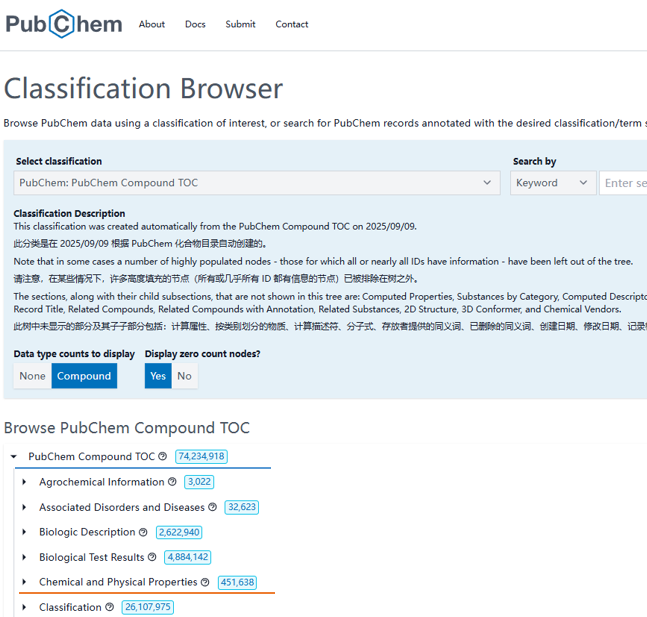 PubChem About Docs Submit Contact
Classification Browser
Browse PubChem data using a classification of interest, or search for PubChem records annotated with the desired classification/term
Select classification Search by
PubChem: PubChem Compound TOC Keyword Enter se
Classification Description
This classification was created automatically from the PubChem Compound TOC on 2025/09/09.
此分类是在 2025/09/09 根据 PubChem 化合物目录自动创建的。
Note that in some cases a number of highly populated nodes - those for which all or nearly all IDs have information - have been left out of the tree.
请注意，在某些情况下，许多高度填充的节点（所有或几乎所有 ID 都有信息的节点）已被排除在树之外。
The sections, along with their child subsections, that are not shown in this tree are: Computed Properties, Substances by Category, Computed Descripto
Record Title, Related Compounds, Related Compounds with Annotation, Related Substances, 2D Structure, 3D Conformer, and Chemical Vendors.
此树中未显示的部分及其子子部分包括：计算属性、按类别划分的物质、计算描述符、分子式、存放者提供的同义词、已删除的同义词、创建日期、修改日期、记录
Data type counts to display Display zero count nodes?
None Compound Yes No
Browse PubChem Compound TOC
PubChem Compound TOC 74,234,918
Agrochemical Information 3,022
Associated Disorders and Diseases 32,623
Biologic Description 2,622,940
Biological Test Results 4,884,142
Chemical and Physical Properties 451,638
Classification 26,107,975